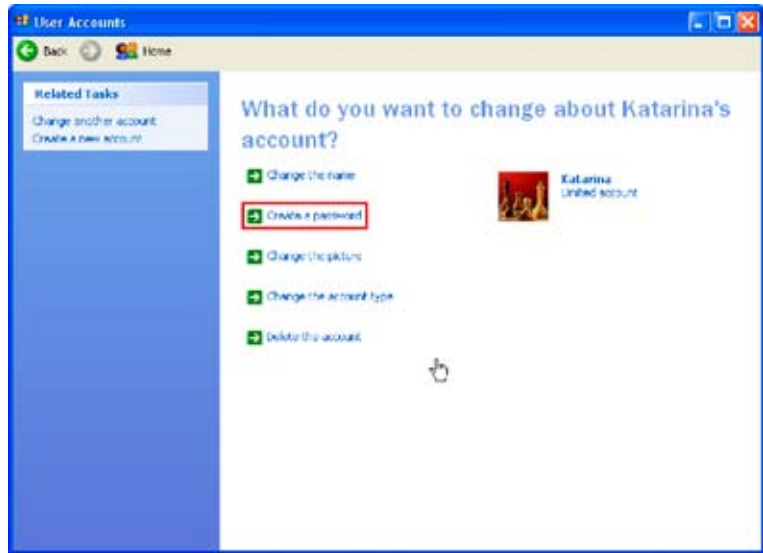 User Accounts
Back
Home
Related Tasks
Change another account
Create a new account
What do you want to change about Katarina's
account?
Change the name
Create a password
Change the picture
Change the account type
Delete the account
Katarina
Limited account